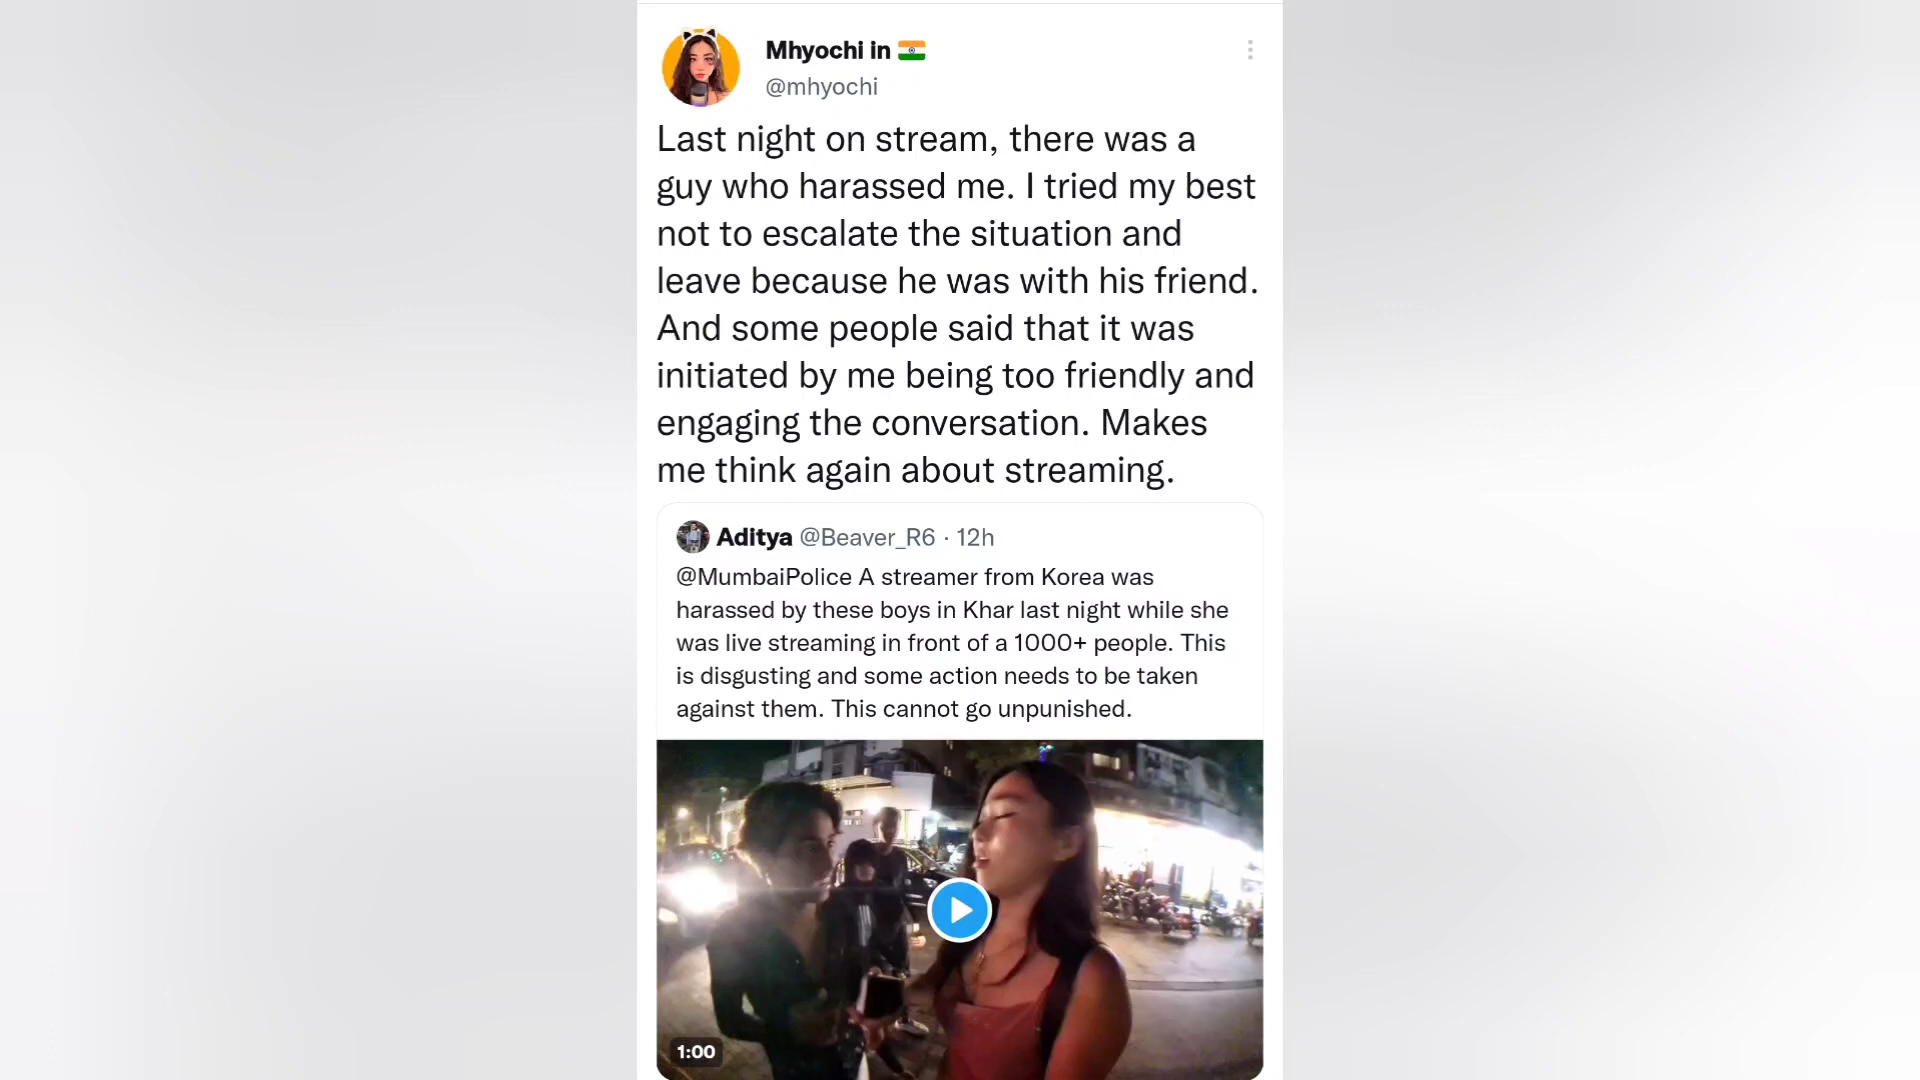 Mhyochi in
@mhyochi
Last night on stream, there was a
guy who harassed me. I tried my best
not to escalate the situation and
leave because he was with his friend.
And some people said that it was
initiated by me being too friendly and
engaging the conversation. Makes
me think again about streaming.
Aditya @Beaver_R6 · 12h
@MumbaiPolice A streamer from Korea was
harassed by these boys in Khar last night while she
was live streaming in front of a 1000+ people. This
is disgusting and some action needs to be taken
against them. This cannot go unpunished.
1:00